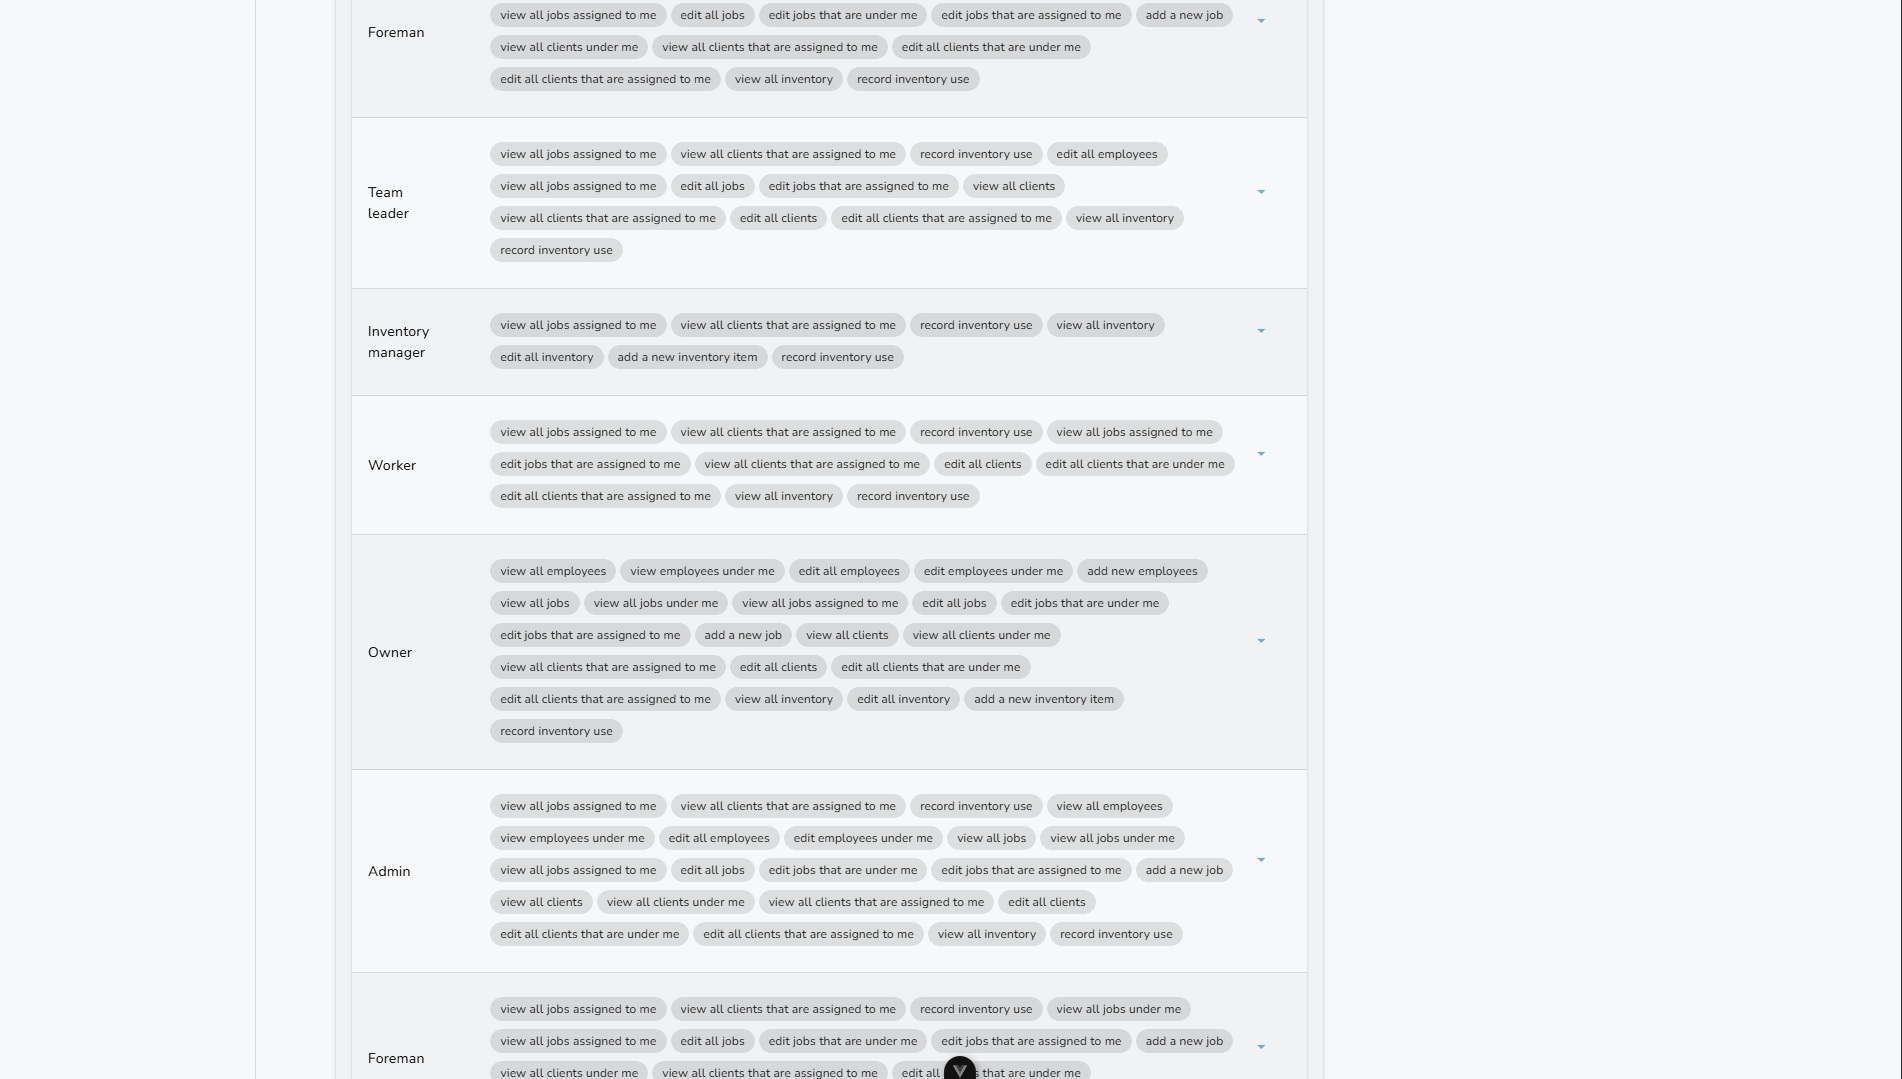 view all jobs assigned to me edit all jobs edit jobs that are under me edit jobs that are assigned to me add a new job
Foreman
view all clients under me view all clients that are assigned to me edit all clients that are under me
edit all clients that are assigned to me view all inventory record inventory use
view all jobs assigned to me view all clients that are assigned to me record inventory use edit all employees
view all jobs assigned to me edit all jobs edit jobs that are assigned to me view all clients
Team
leader
view all clients that are assigned to me edit all clients edit all clients that are assigned to me view all inventory
record inventory use
view all jobs assigned to me view all clients that are assigned to me record inventory use view all inventory
Inventory
manager
edit all inventory add a new inventory item record inventory use
view all jobs assigned to me view all clients that are assigned to me record inventory use view all jobs assigned to me
Worker
edit jobs that are assigned to me view all clients that are assigned to me edit all clients edit all clients that are under me
edit all clients that are assigned to me view all inventory record inventory use
view all employees view employees under me edit all employees edit employees under me add new employees
view all jobs view all jobs under me view all jobs assigned to me edit all jobs edit jobs that are under me
edit jobs that are assigned to me add a new job view all clients view all clients under me
Owner
view all clients that are assigned to me edit all clients edit all clients that are under me
edit all clients that are assigned to me view all inventory edit all inventory add a new inventory item
record inventory use
view all jobs assigned to me view all clients that are assigned to me record inventory use view all employees
view employees under me edit all employees edit employees under me view all jobs view all jobs under me
Admin
view all jobs assigned to me edit all jobs edit jobs that are under me edit jobs that are assigned to me add a new job
view all clients view all clients under me view all clients that are assigned to me edit all clients
edit all clients that are under me edit all clients that are assigned to me view all inventory record inventory use
view all jobs assigned to me view all clients that are assigned to me record inventory use view all jobs under me
view all jobs assigned to me edit all jobs edit jobs that are under me edit jobs that are assigned to me add a new job
Foreman
view all clients under me view all clients that are assigned to me edit all that are under me